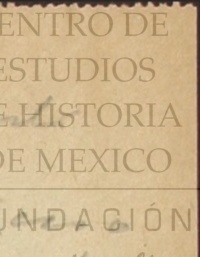 ENTRO DE
ESTUDIOS
E HISTORIA
DE MEXICO
UNDACIÓN